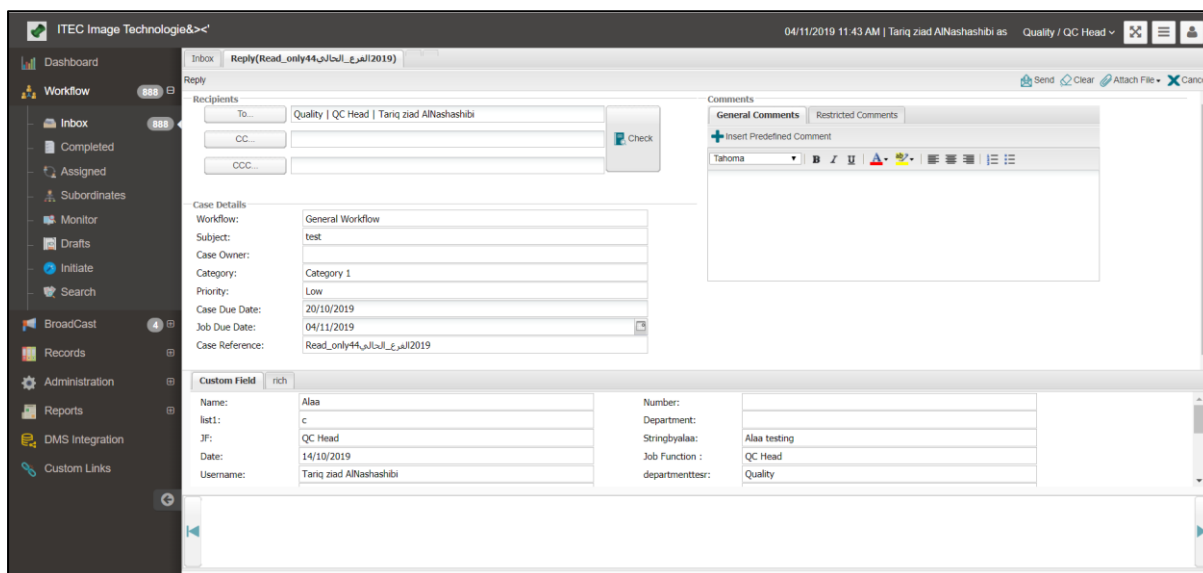 ITEC Image Technologie&><'
04/11/2019 11:43 AM | Tariq ziad AlNashashibi as Quality / QC Head
Dashboard
Workflow 888
Inbox 888
Completed
Assigned
Subordinates
Monitor
Drafts
Initiate
Search
BroadCast 4
Records
Administration
Reports
DMS Integration
Custom Links
Inbox Reply(Read_only44الفرع_الحالي2019)
Reply
Send Clear Attach File Canc
Recipients
To... Quality | QC Head | Tariq ziad AlNashashibi
CC...
CCC...
Check
Comments
General Comments Restricted Comments
Insert Predefined Comment
Tahoma B I U A
Case Details
Workflow: General Workflow
Subject: test
Case Owner:
Category: Category 1
Priority: Low
Case Due Date: 20/10/2019
Job Due Date: 04/11/2019
Case Reference: Read_only44الفرع_الحالي2019
Custom Field rich
Name: Alaa Number:
list1: c Department:
JF: QC Head Stringbyalaa: Alaa testing
Date: 14/10/2019 Job Function : QC Head
Username: Tariq ziad AlNashashibi departmenttesr: Quality